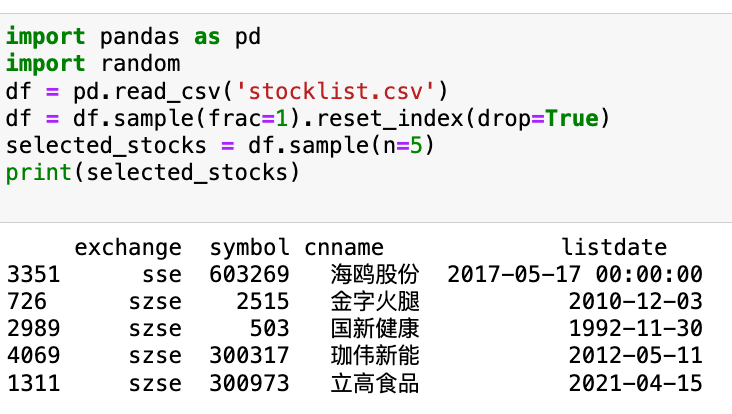 import pandas as pd
import random
df = pd.read_csv('stocklist.csv')
df = df.sample(frac=1).reset_index(drop=True)
selected_stocks = df.sample(n=5)
print(selected_stocks)
exchange symbol cnname listdate
3351 sse 603269 海鸥股份 2017-05-17 00:00:00
726 szse 2515 金字火腿 2010-12-03
2989 szse 503 国新健康 1992-11-30
4069 szse 300317 珈伟新能 2012-05-11
1311 szse 300973 立高食品 2021-04-15